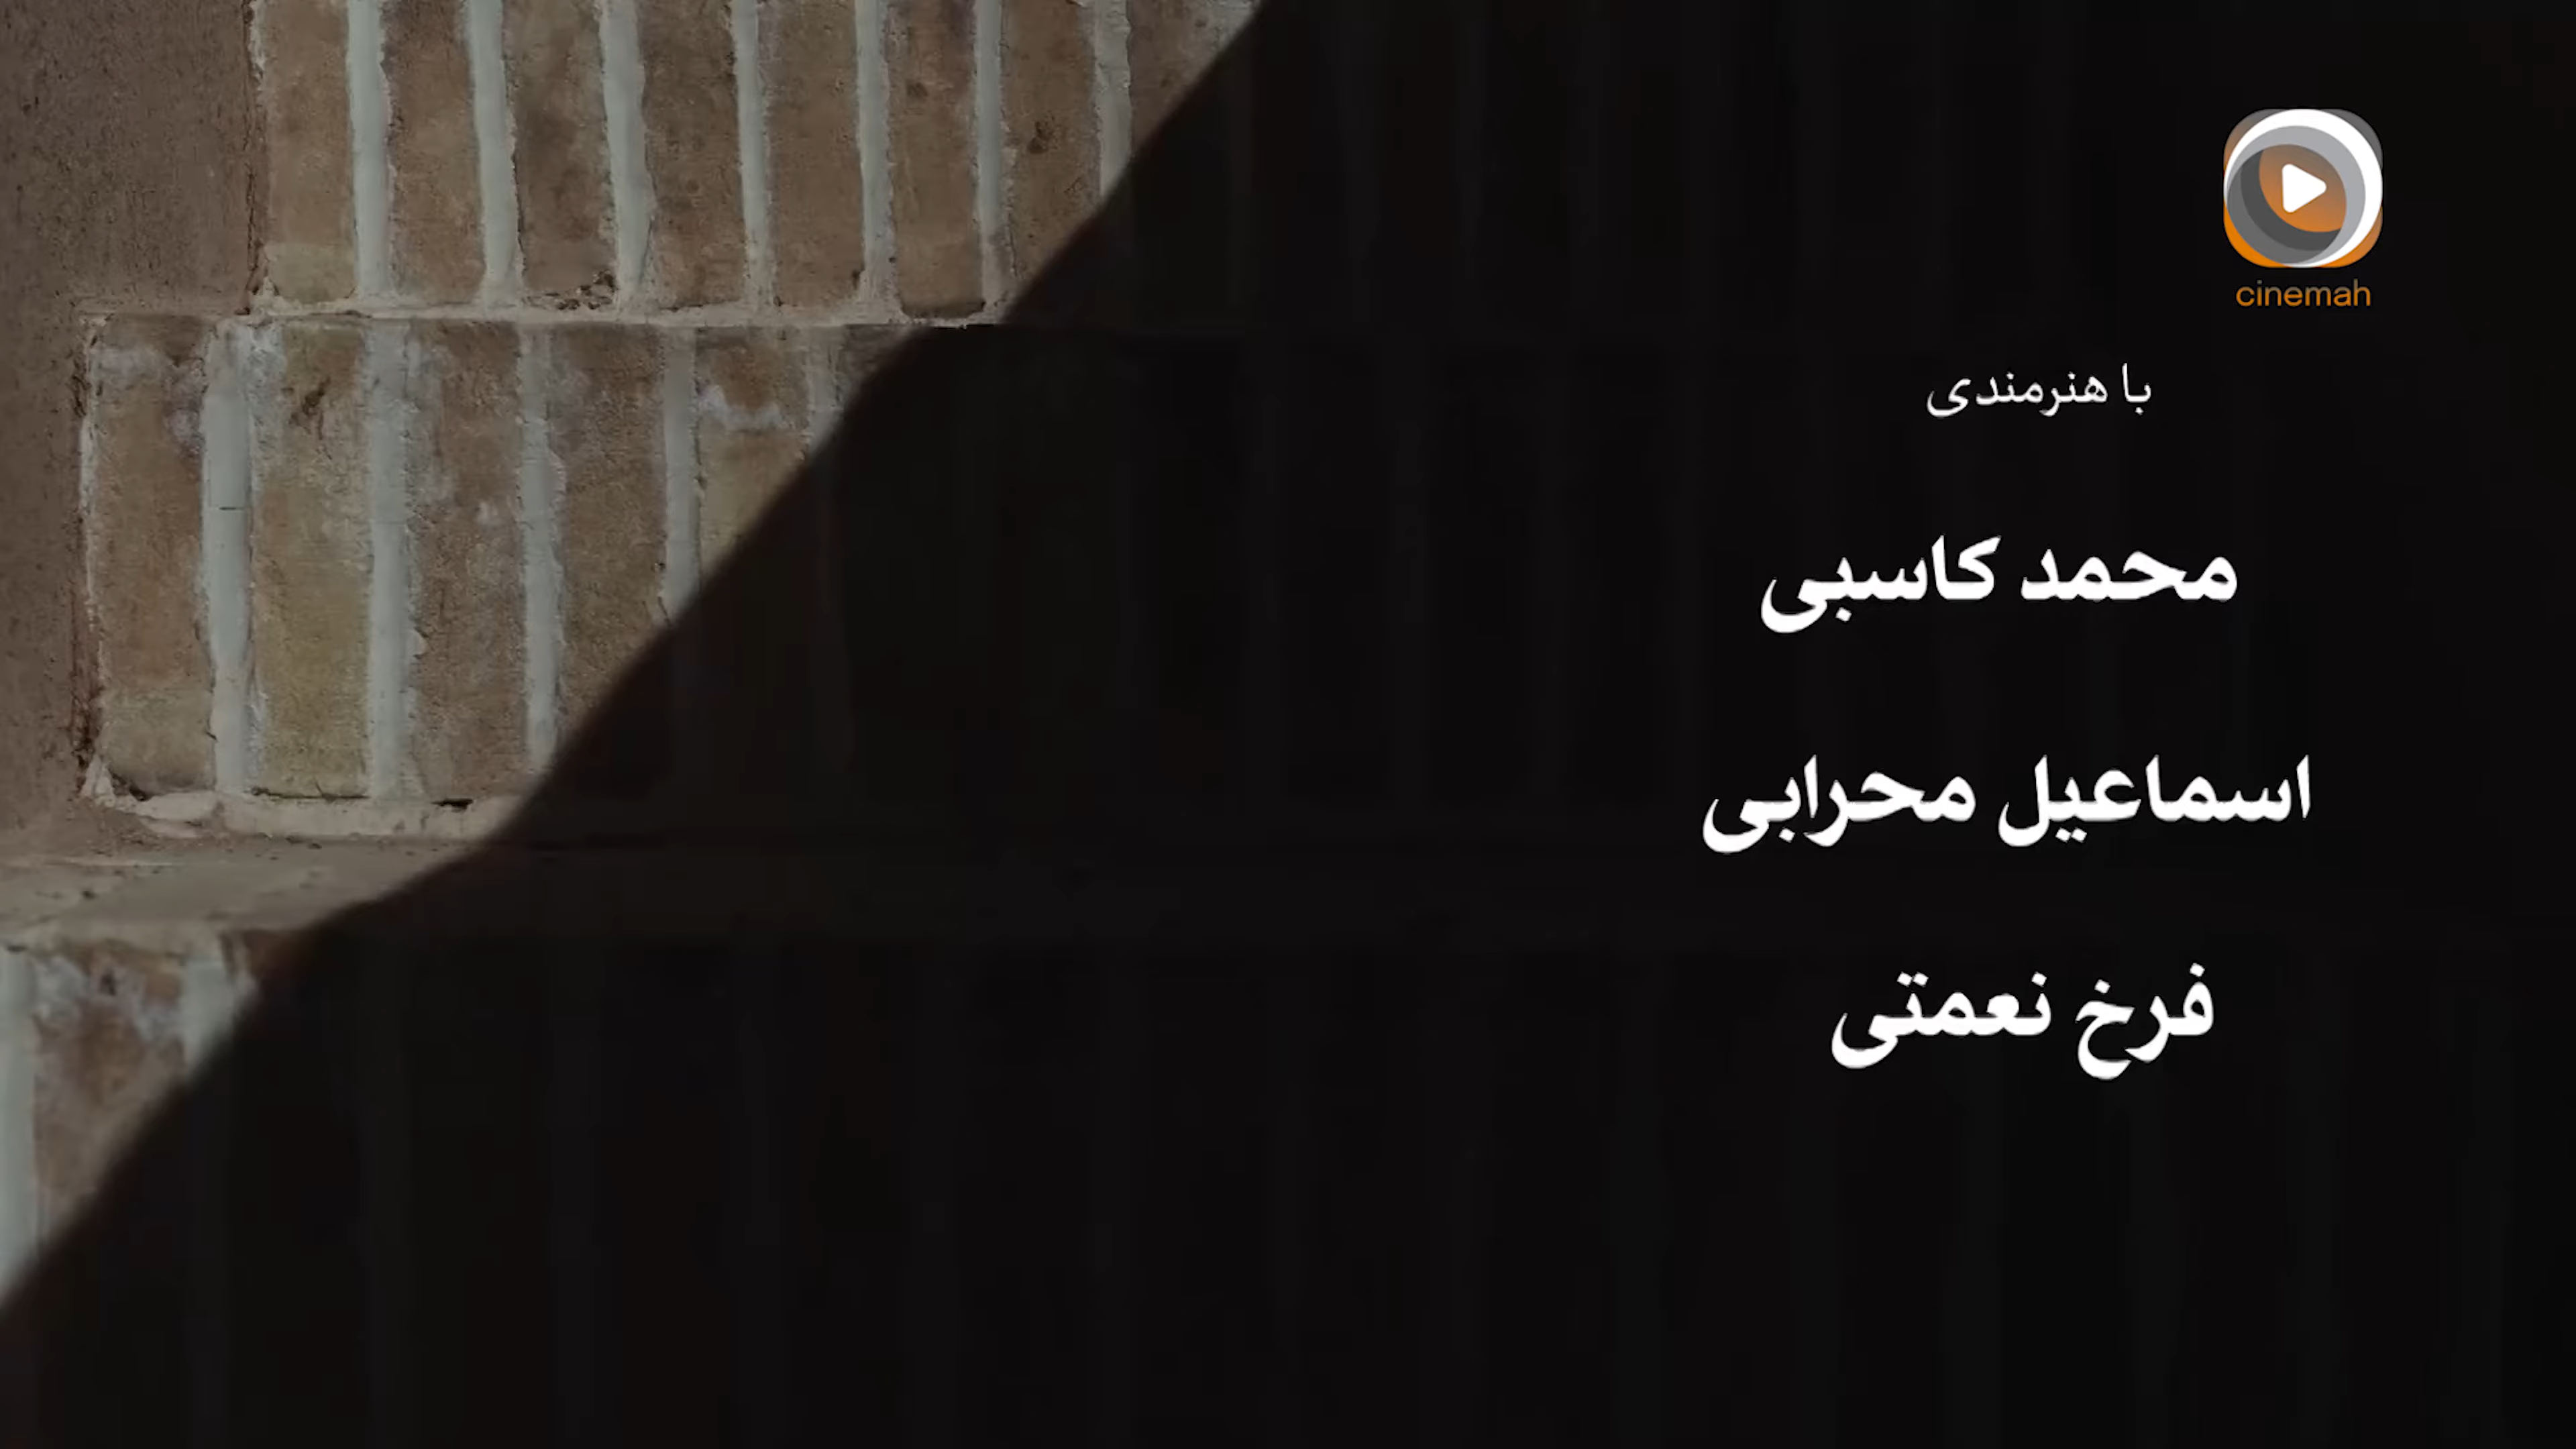 cinemah
با هنرمندی
محمد کاسبی
اسماعیل محرابی
فرخ نعمتی